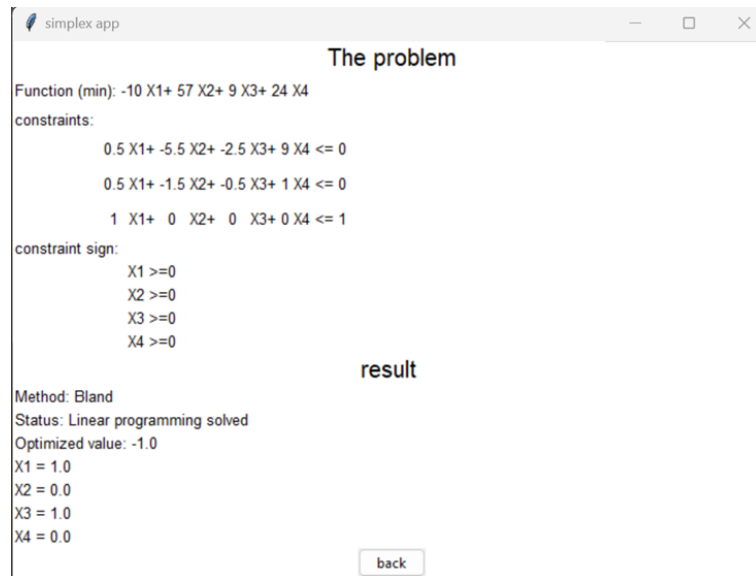 simplex app
The problem
Function (min): -10 X1+ 57 X2+ 9 X3+ 24 X4
constraints:
0.5 X1+ -5.5 X2+ -2.5 X3+ 9 X4 <= 0
0.5 X1+ -1.5 X2+ -0.5 X3+ 1 X4 <= 0
1 X1+ 0 X2+ 0 X3+ 0 X4 <= 1
constraint sign:
X1 >=0
X2 >=0
X3 >=0
X4 >=0
result
Method: Bland
Status: Linear programming solved
Optimized value: -1.0
X1 = 1.0
X2 = 0.0
X3 = 1.0
X4 = 0.0
back